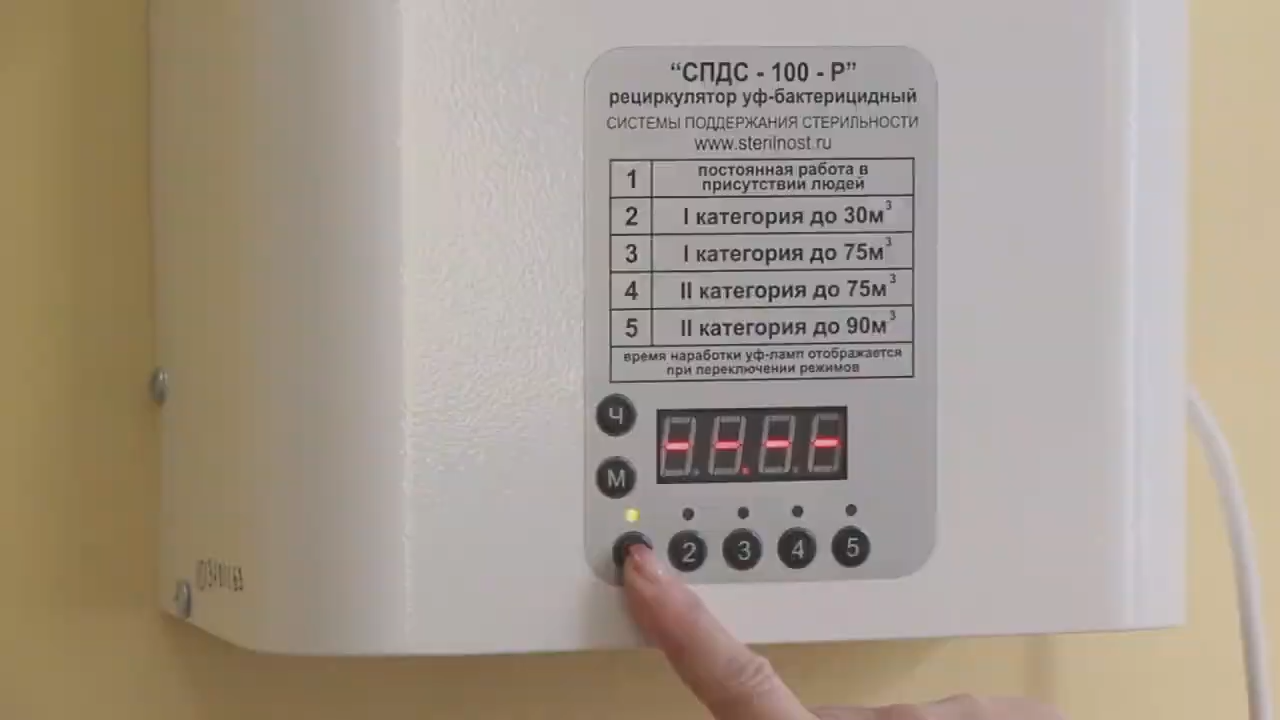 “СПДС - 100 - Р”
рециркулятор уф-бактерицидный
СИСТЕМЫ ПОДДЕРЖАНИЯ СТЕРИЛЬНОСТИ
www.sterilnost.ru
1 постоянная работа в
присутствии людей
2 I категория до 30м³
3 I категория до 75м³
4 II категория до 75м³
5 II категория до 90м³
время наработки уф-ламп отображается
при переключении режимов
Ч
М
2 3 4 5